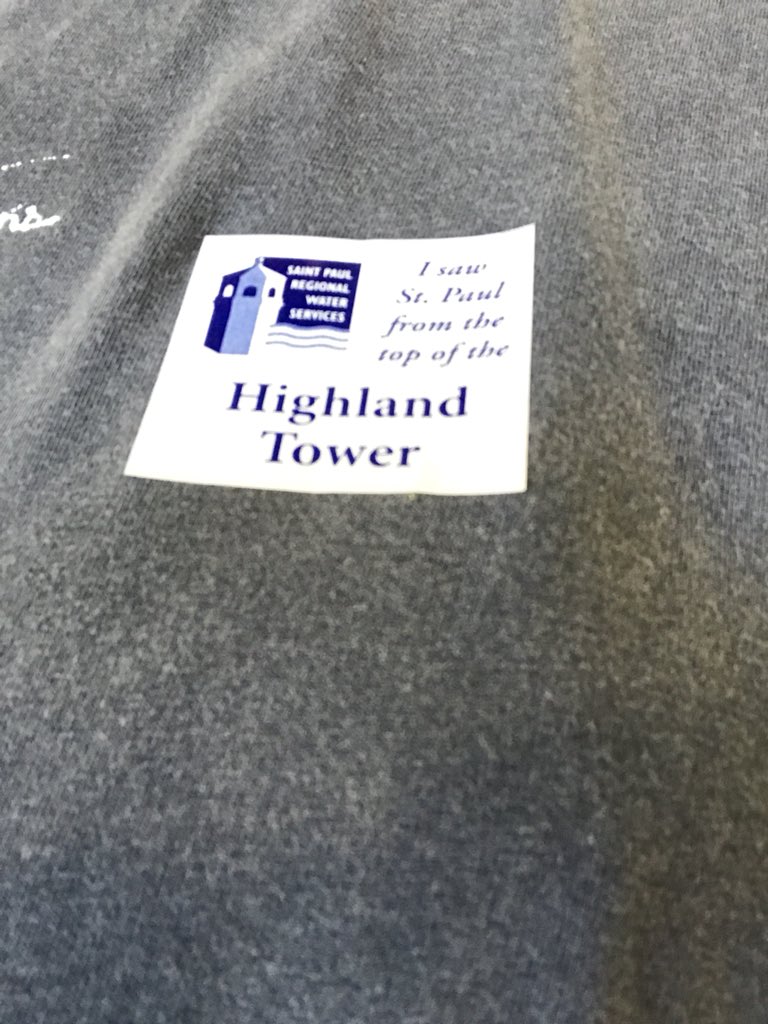 SAINT PAUL
REGIONAL
WATER
SERVICES
I saw
St. Paul
from the
top of the
Highland
Tower